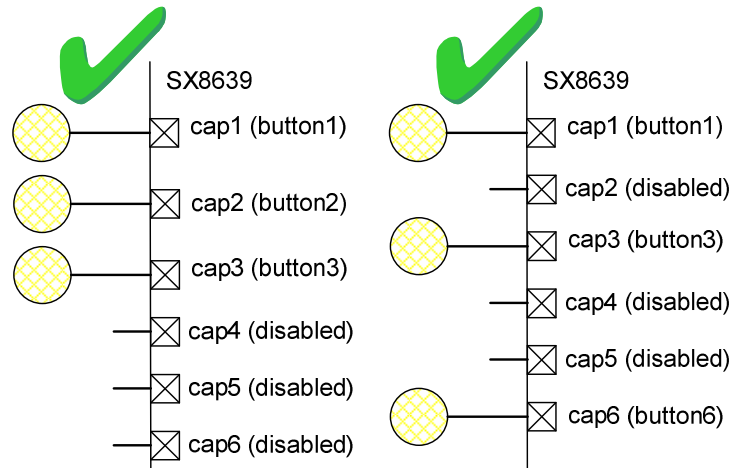 SX8639
cap1 (button1)
cap2 (button2)
cap3 (button3)
cap4 (disabled)
cap5 (disabled)
cap6 (disabled)
SX8639
cap1 (button1)
cap2 (disabled)
cap3 (button3)
cap4 (disabled)
cap5 (disabled)
cap6 (button6)